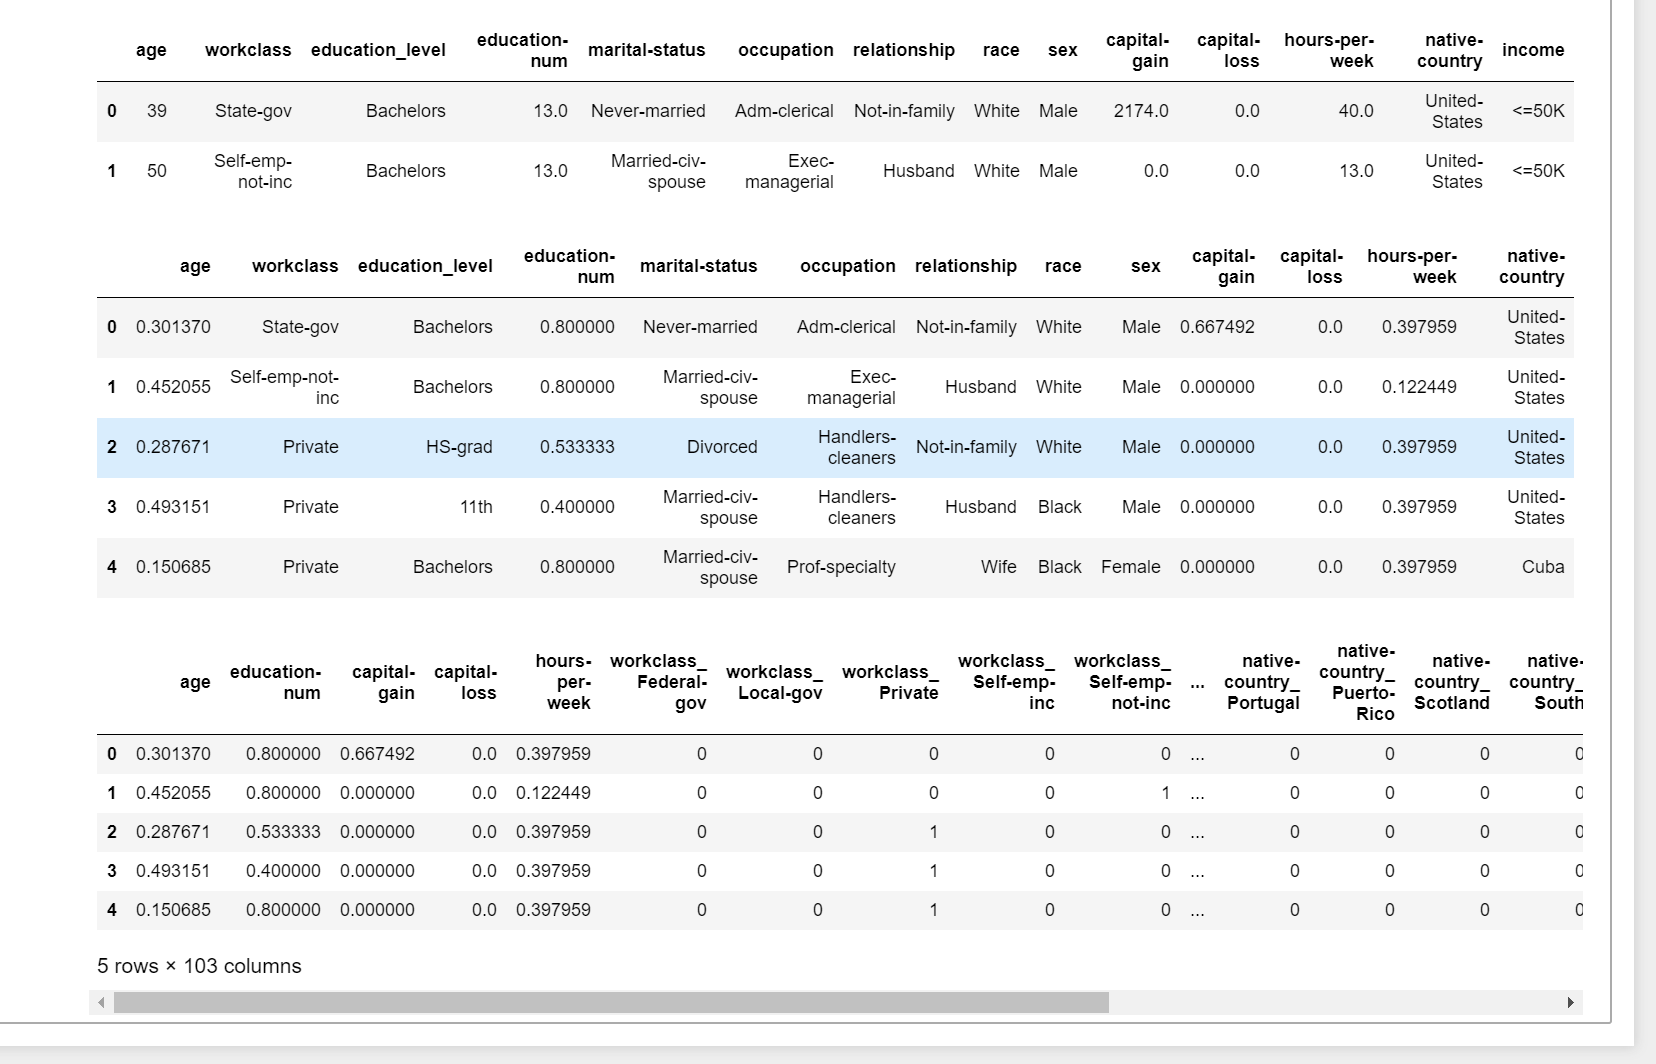 age workclass education_level education-num marital-status occupation relationship race sex capital-gain capital-loss hours-per-week native-country income
0 39 State-gov Bachelors 13.0 Never-married Adm-clerical Not-in-family White Male 2174.0 0.0 40.0 United-States <=50K
1 50 Self-emp-not-inc Bachelors 13.0 Married-civ-spouse Exec-managerial Husband White Male 0.0 0.0 13.0 United-States <=50K
age workclass education_level education-num marital-status occupation relationship race sex capital-gain capital-loss hours-per-week native-country
0 0.301370 State-gov Bachelors 0.800000 Never-married Adm-clerical Not-in-family White Male 0.667492 0.0 0.397959 United-States
1 0.452055 Self-emp-not-inc Bachelors 0.800000 Married-civ-spouse Exec-managerial Husband White Male 0.000000 0.0 0.122449 United-States
2 0.287671 Private HS-grad 0.533333 Divorced Handlers-cleaners Not-in-family White Male 0.000000 0.0 0.397959 United-States
3 0.493151 Private 11th 0.400000 Married-civ-spouse Handlers-cleaners Husband Black Male 0.000000 0.0 0.397959 United-States
4 0.150685 Private Bachelors 0.800000 Married-civ-spouse Prof-specialty Wife Black Female 0.000000 0.0 0.397959 Cuba
age education-num capital-gain capital-loss hours-per-week workclass_Federal-gov workclass_Local-gov workclass_Private workclass_Self-emp-inc workclass_Self-emp-not-inc ... native-country_Portugal native-country_Puerto-Rico native-country_Scotland native-country_South
0 0.301370 0.800000 0.667492 0.0 0.397959 0 0 0 0 0 ... 0 0 0 0
1 0.452055 0.800000 0.000000 0.0 0.122449 0 0 0 0 1 ... 0 0 0 0
2 0.287671 0.533333 0.000000 0.0 0.397959 0 0 1 0 0 ... 0 0 0 0
3 0.493151 0.400000 0.000000 0.0 0.397959 0 0 1 0 0 ... 0 0 0 0
4 0.150685 0.800000 0.000000 0.0 0.397959 0 0 1 0 0 ... 0 0 0 0
5 rows × 103 columns